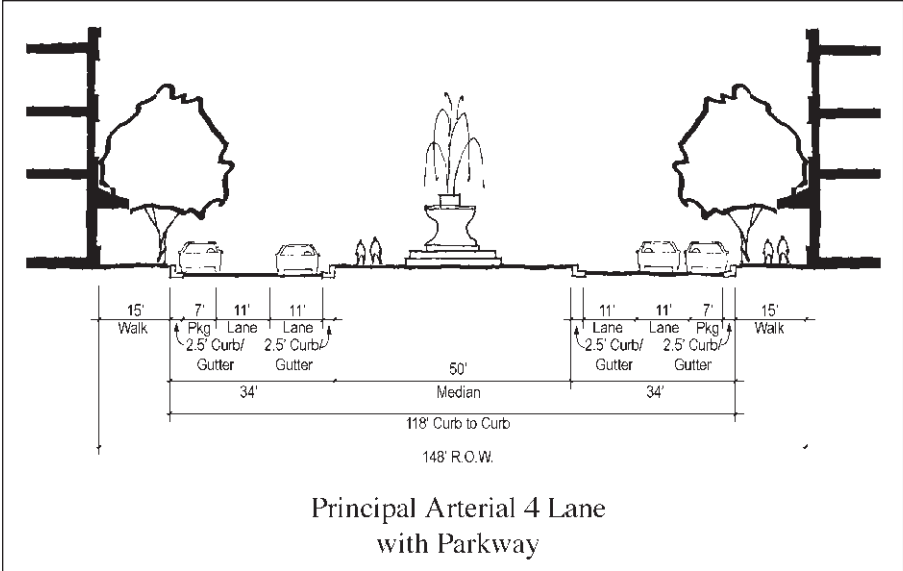 15' 7' 11' 11' 11' 11' 7' 15'
Walk Pkg Lane Lane Lane Lane Pkg Walk
2.5' Curb/ 2.5' Curb/ 2.5' Curb/ 2.5' Curb/
Gutter Gutter Gutter Gutter
50'
34' Median 34'
118' Curb to Curb
148' R.O.W.
Principal Arterial 4 Lane
with Parkway